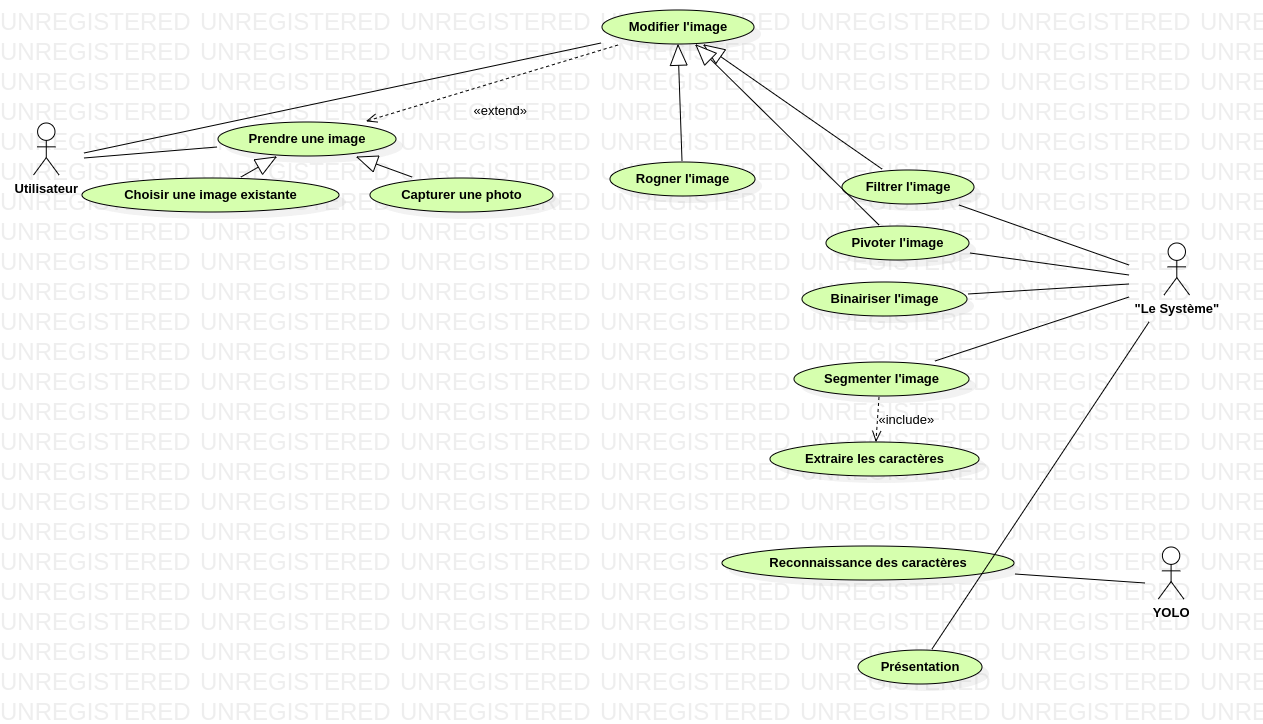 Modifier l'image
«extend»
Prendre une image
Utilisateur
Choisir une image existante
Capturer une photo
Rogner l'image
Filtrer l'image
Pivoter l'image
Binairiser l'image
"Le Système"
Segmenter l'image
«include»
Extraire les caractères
Reconnaissance des caractères
YOLO
Présentation
UNREGISTERED